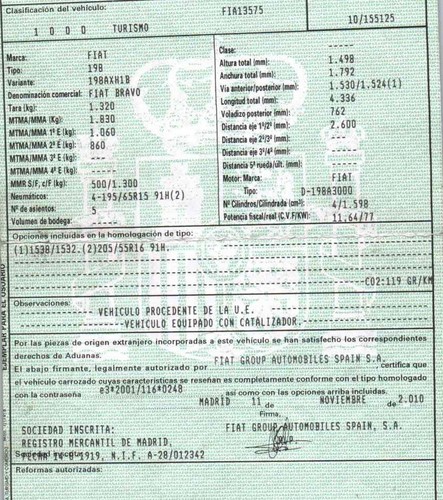 Clasificación del vehículo: FIA13575
1 0 0 0 TURISMO 10/155125
Marca: FIAT
Tipo: 198
Variante: 198AXH1B
Denominación comercial: FIAT BRAVO
Tara (kg): 1.320
MTMA/MMA (Kg): 1.830
MTMA/MMA 1º E (kg): 1.060
MTMA/MMA 2º E (kg): 860
MTMA/MMA 3º E (kg): ---
MTMA/MMA 4º E (kg): ---
MMR S/F, c/F (kg): 500/1.300
Neumáticos: 4-195/65R15 91H(2)
Nº de asientos: 5
Volumen de bodega: -----
Clase: -----
Altura total (mm): 1.498
Anchura total (mm): 1.792
Vía anterior/posterior (mm): 1.530/1.524(1)
Longitud total (mm): 4.336
Voladizo posterior (mm): 762
Distancia eje 1º/2º (mm): 2.600
Distancia eje 2º/3º (mm): ---
Distancia eje 3º/4º (mm): ---
Distancia 5ª rueda/últ. (mm): ---
Motor: Marca: FIAT
Tipo: D-198A3000
Nº Cilindros/Cilindrada (cm³): 4/1.598
Potencia fiscal/real (C.V.F/KW): 11,64/77
Opciones incluidas en la homologación de tipo:
(1)1538/1532.(2)205/55R16 91H.
CO2:119 GR/KM
Observaciones:
VEHICULO PROCEDENTE DE LA U.E.
VEHICULO EQUIPADO CON CATALIZADOR.
Por las piezas de origen extranjero incorporadas a este vehículo se han satisfecho los correspondientes
derechos de Aduanas.
El abajo firmante, legalmente autorizado por FIAT GROUP AUTOMOBILES SPAIN S.A. , certifica que
el vehículo carrozado cuyas características se reseñan es completamente conforme con el tipo homologado
con la contraseña e3*2001/116*0248 así como con las opciones arriba incluidas.
MADRID 11 de NOVIEMBRE de 2.010
Firma,
SOCIEDAD INSCRITA: FIAT GROUP AUTOMOBILES SPAIN, S.A.
REGISTRO MERCANTIL DE MADRID,
FECHA 14-8-1919, N.I.F. A-28/012342
Reformas autorizadas:
EJEMPLAR PARA EL USUARIO